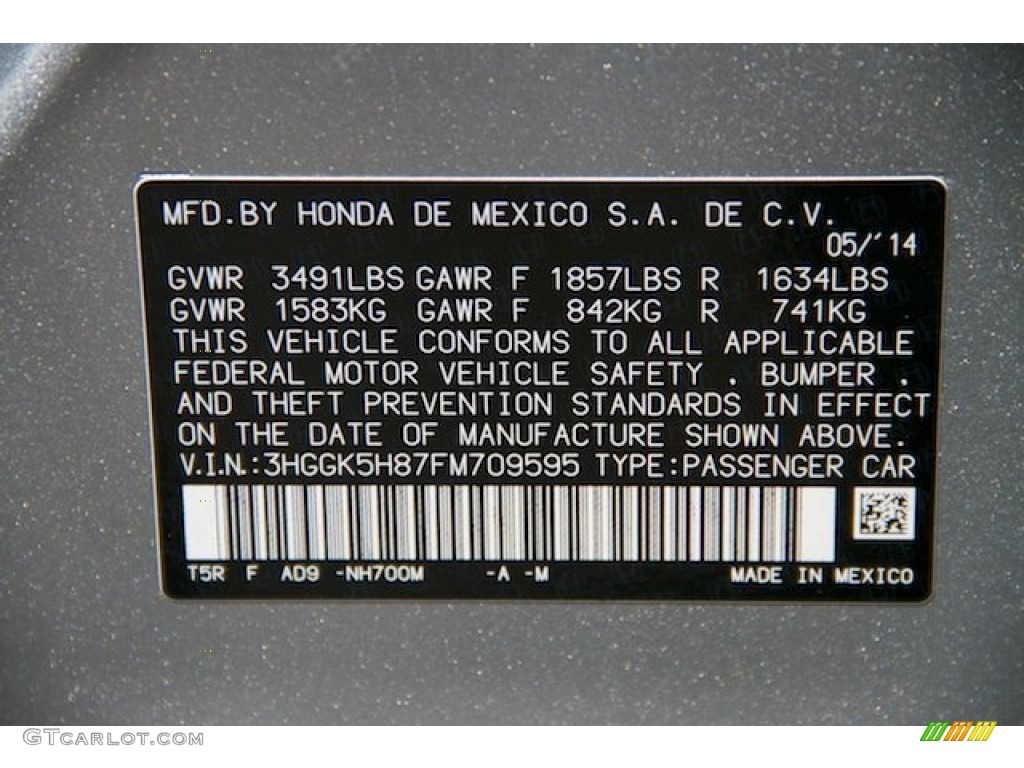 MFD.BY HONDA DE MEXICO S.A. DE C.V.
05/'14
GVWR 3491LBS GAWR F 1857LBS R 1634LBS
GVWR 1583KG GAWR F 842KG R 741KG
THIS VEHICLE CONFORMS TO ALL APPLICABLE
FEDERAL MOTOR VEHICLE SAFETY . BUMPER .
AND THEFT PREVENTION STANDARDS IN EFFECT
ON THE DATE OF MANUFACTURE SHOWN ABOVE.
V.I.N.:3HGGK5H87FM709595 TYPE:PASSENGER CAR
T5R F AD9 -NH700M -A -M MADE IN MEXICO
GTCARLOT.COM